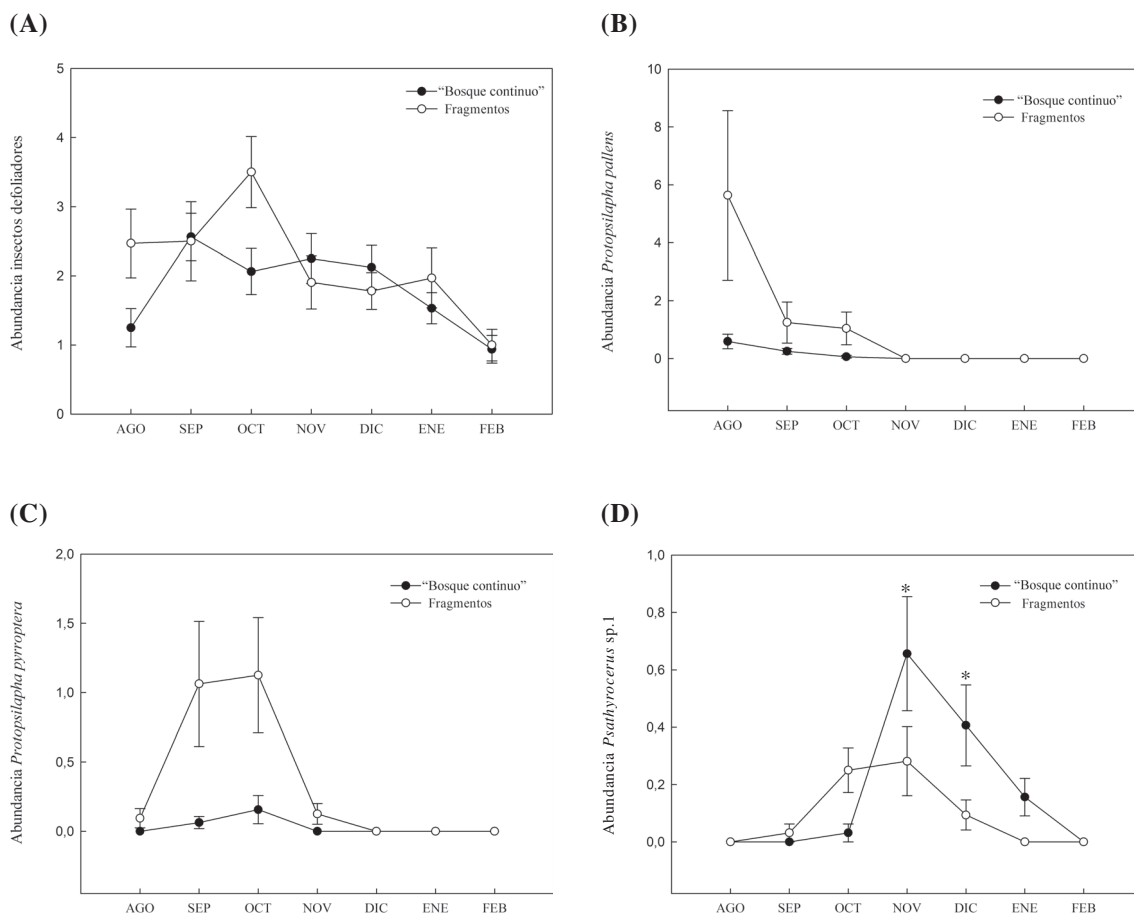 (A)
Abundancia insectos defoliadores
5
4
3
2
1
0
"Bosque continuo"
Fragmentos
AGO SEP OCT NOV DIC ENE FEB
(B)
Abundancia Protopsilapha pallens
10
8
6
4
2
0
"Bosque continuo"
Fragmentos
AGO SEP OCT NOV DIC ENE FEB
(C)
Abundancia Protopsilapha pyrroptera
2,0
1,5
1,0
0,5
0,0
"Bosque continuo"
Fragmentos
AGO SEP OCT NOV DIC ENE FEB
(D)
Abundancia Psathyrocerus sp.1
1,0
0,8
0,6
0,4
0,2
0,0
"Bosque continuo"
Fragmentos
*
*
AGO SEP OCT NOV DIC ENE FEB